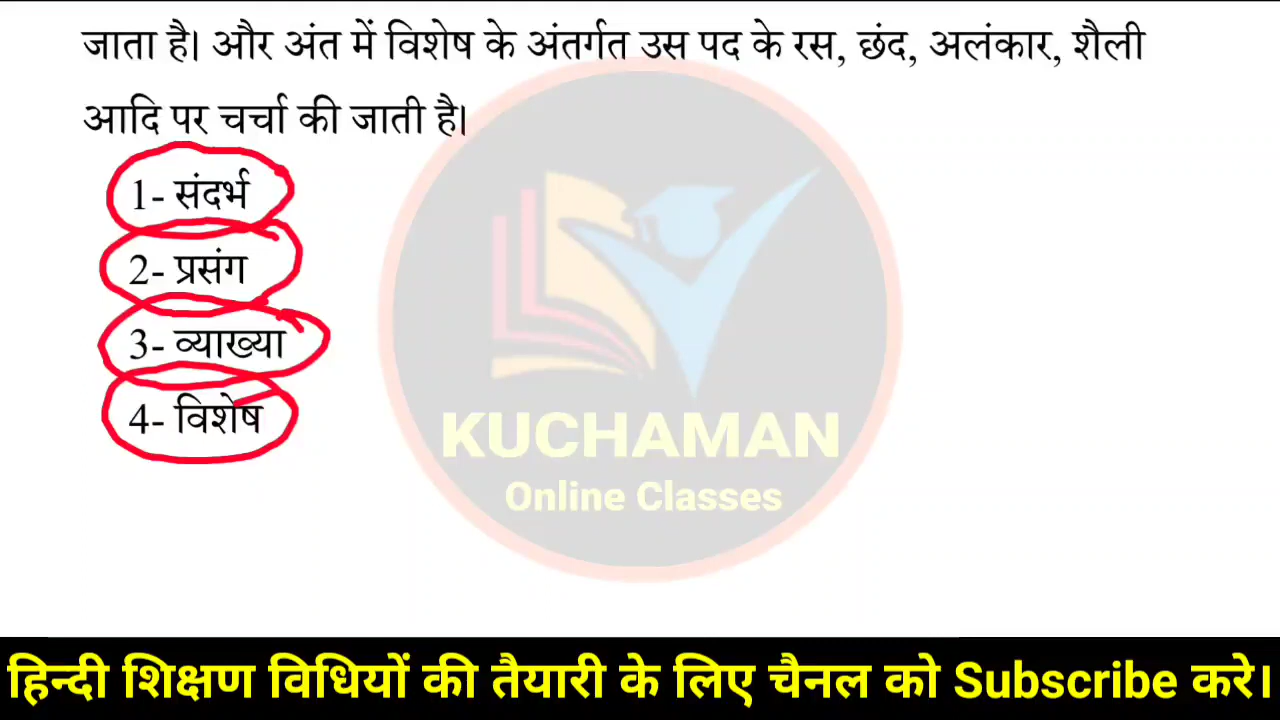 जाता है। और अंत में विशेष के अंतर्गत उस पद के रस, छंद, अलंकार, शैली
आदि पर चर्चा की जाती है।
1- संदर्भ
2- प्रसंग
3- व्याख्या
4- विशेष
KUCHAMAN
Online Classes
हिन्दी शिक्षण विधियों की तैयारी के लिए चैनल को Subscribe करे।